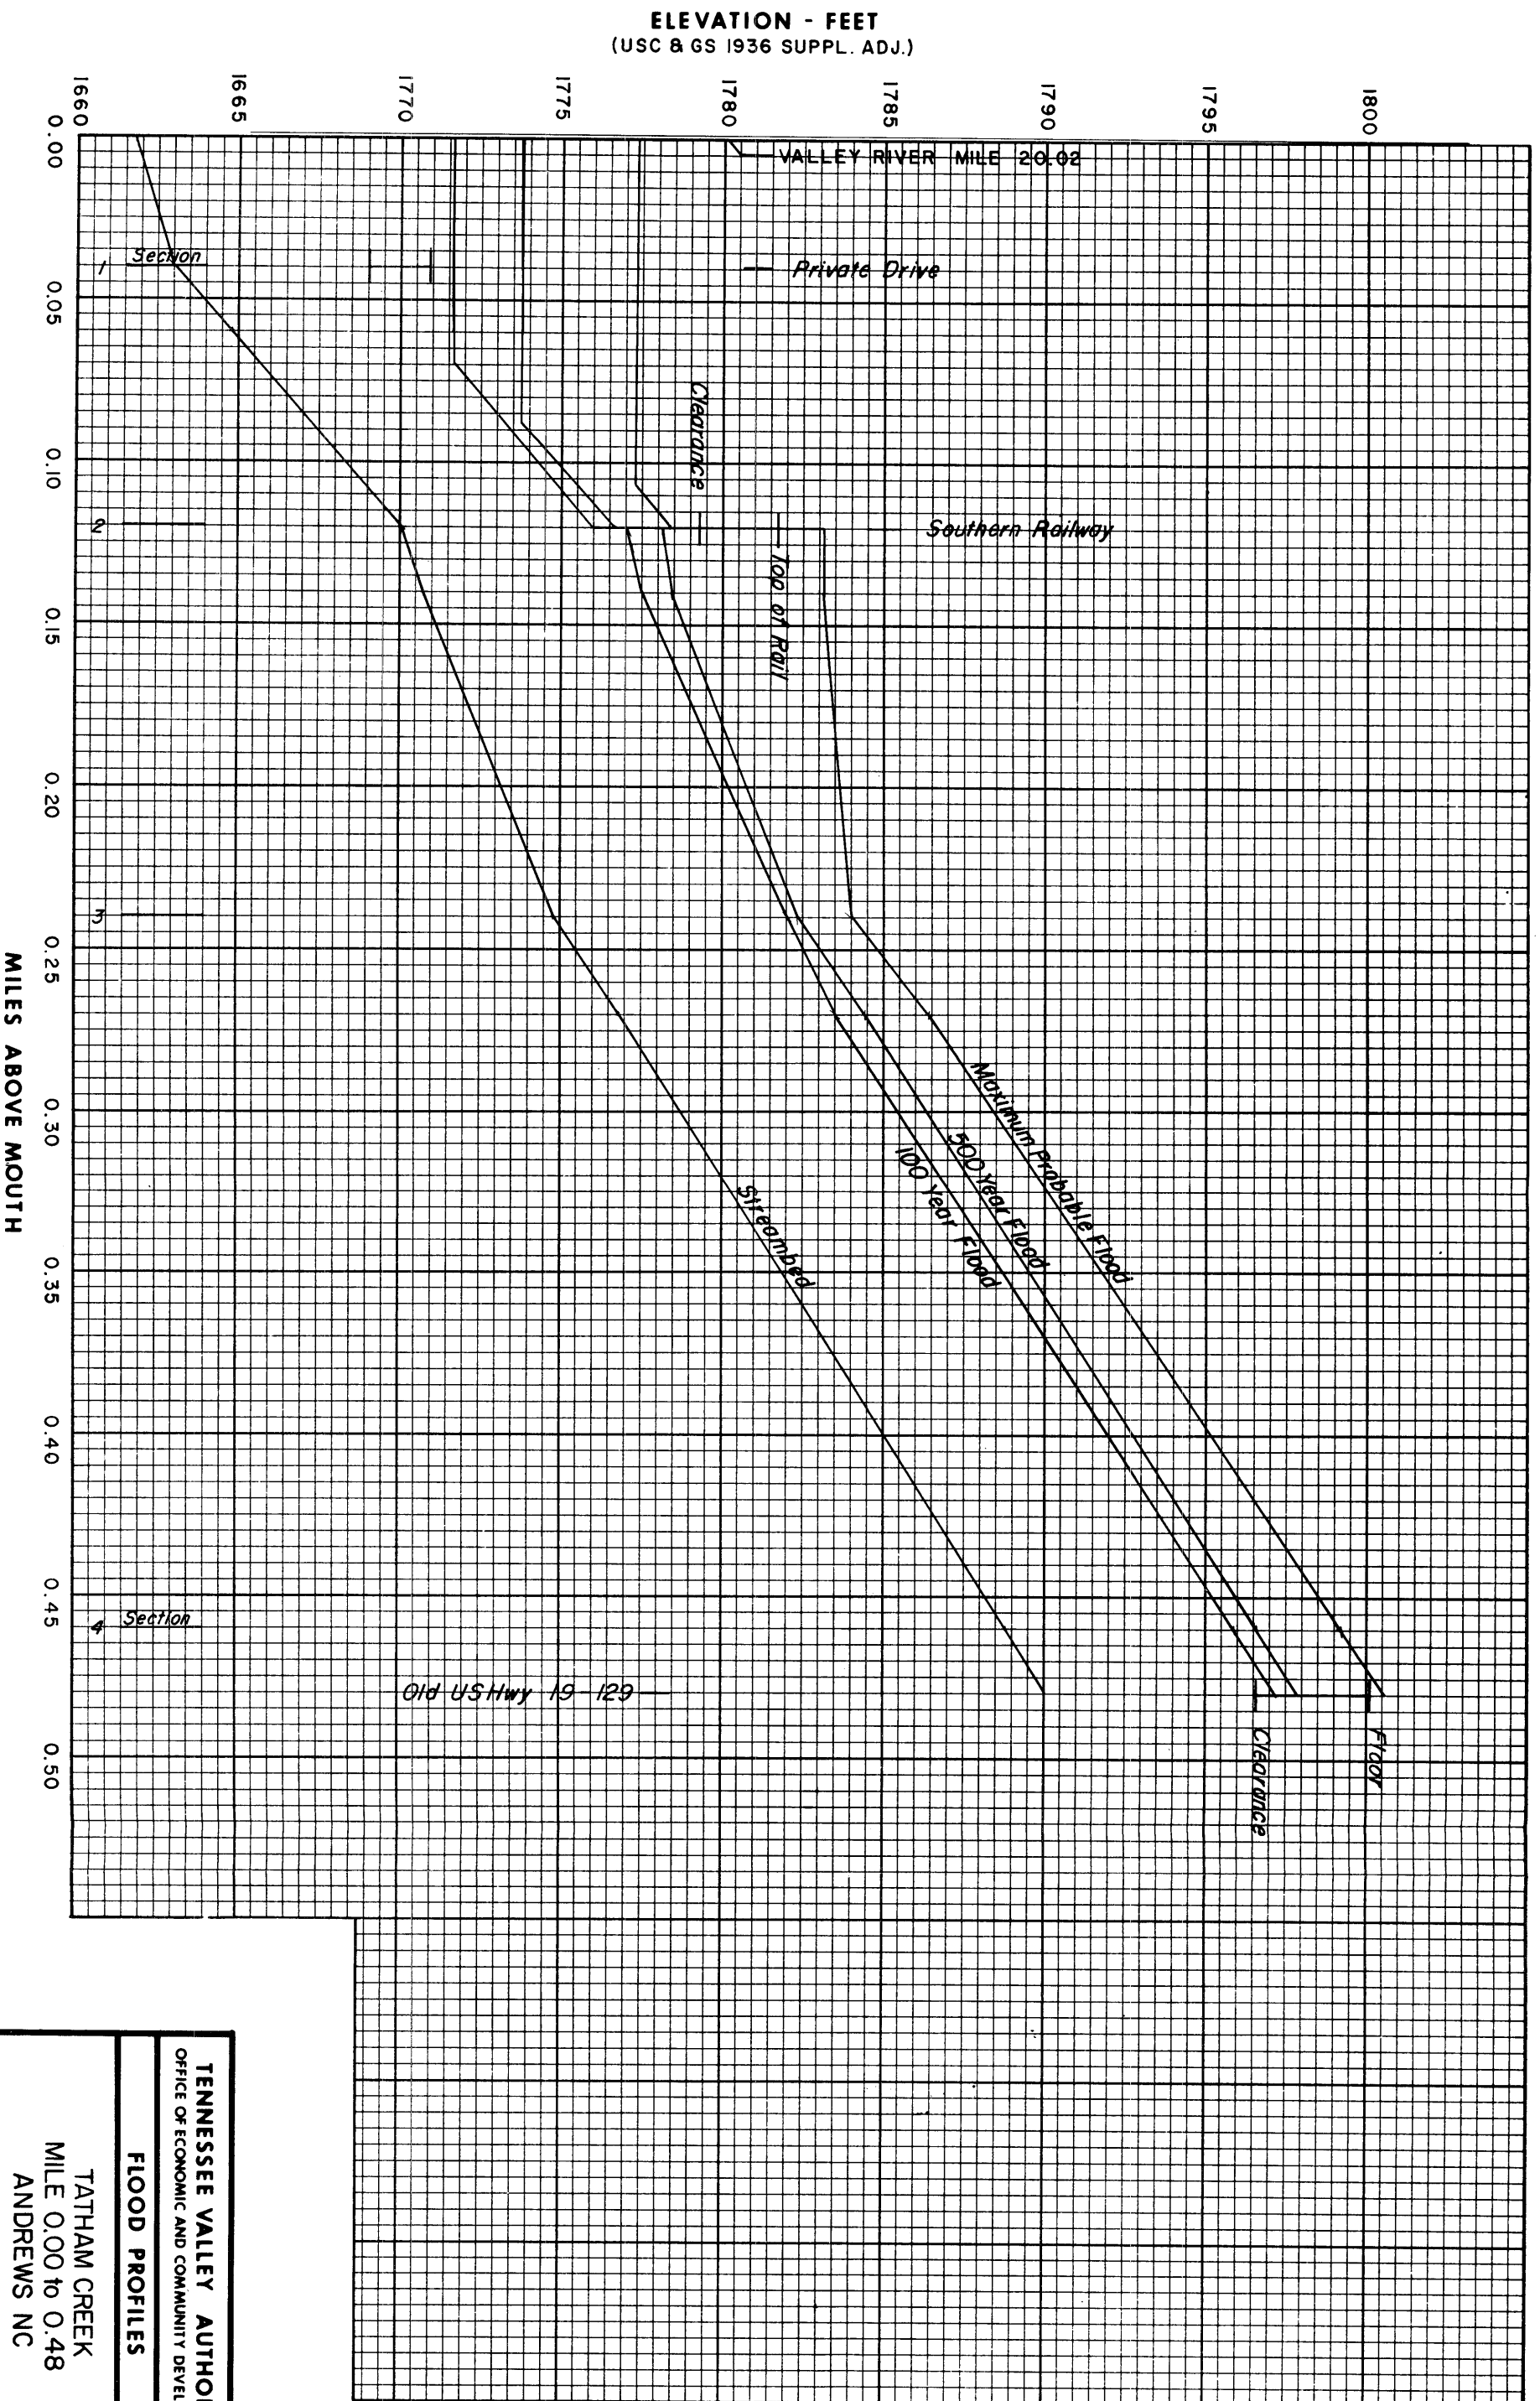 ELEVATION - FEET
(USC & GS 1936 SUPPL. ADJ.)
1800
1795
1790
1785
1780
1775
1770
1665
1660
VALLEY RIVER MILE 20.02
Private Drive
Southern Railway
Clearance
Top of Rail
Maximum Probable Flood
500 Year Flood
100 Year Flood
Streambed
Old US Hwy 19-129
Floor
Clearance
Section
1
2
3
Section
4
0.00
0.05
0.10
0.15
0.20
0.25
0.30
0.35
0.40
0.45
0.50
MILES ABOVE MOUTH
TENNESSEE VALLEY
OFFICE OF ECONOMIC AND COMMUNITY
FLOOD PROFILES
TATHAM CREEK
MILE 0.00 to 0.48
ANDREWS NC